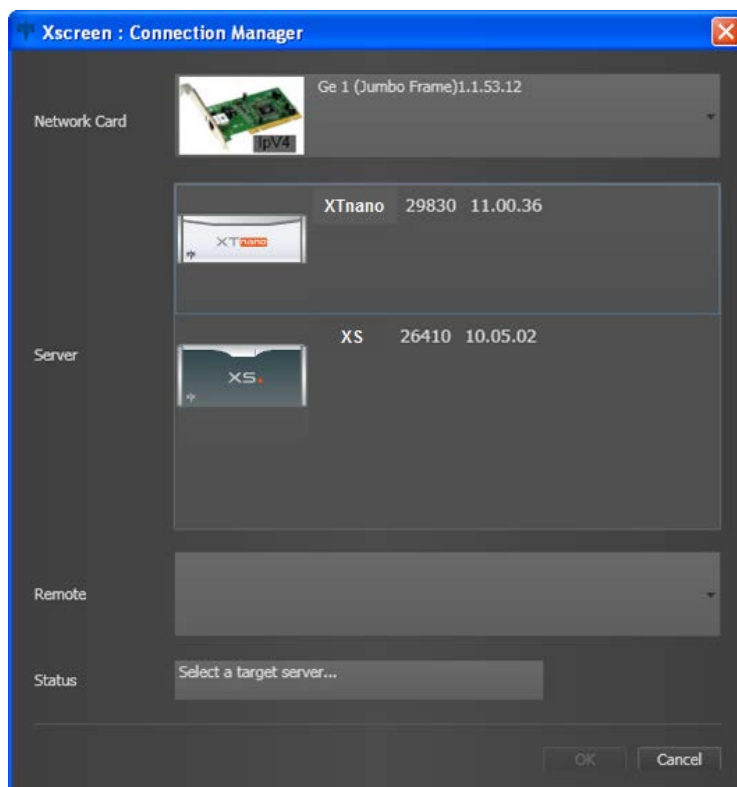 Xscreen : Connection Manager
Network Card
Ge 1 (Jumbo Frame)1.1.53.12
IpV4
XTnano 29830 11.00.36
XTnano
Server
XS 26410 10.05.02
XS.
Remote
Status
Select a target server...
OK
Cancel